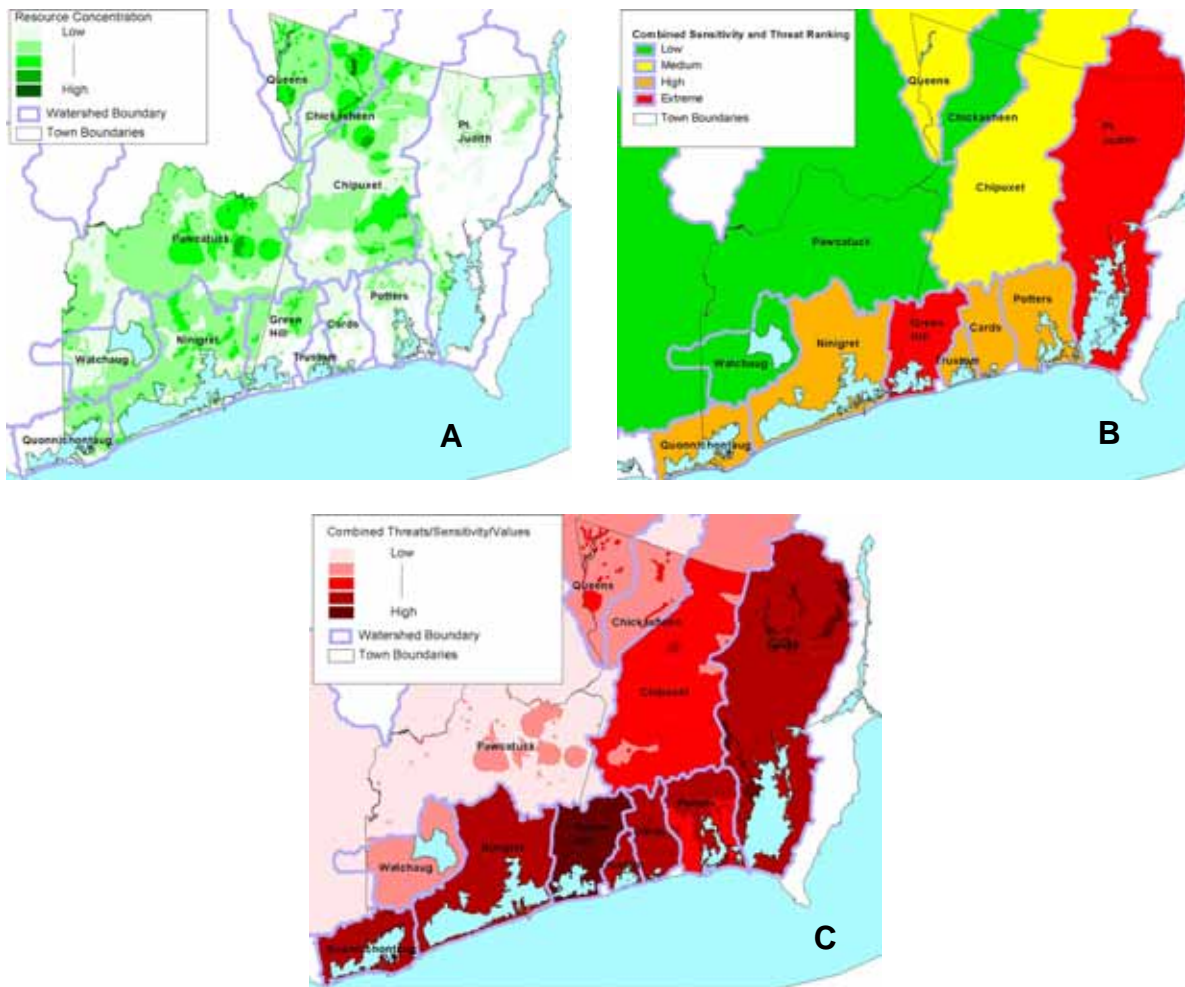 Resource Concentration
Low
High
Watershed Boundary
Town Boundaries
Queens
Chickasheen
Pt.
Judith
Chipuxet
Pawcatuck
Potters
Green
Hill
Cards
Ninigret
Watchaug
Trustom
Quonnichontaug
A
Combined Sensitivity and Threat Ranking
Low
Medium
High
Extreme
Town Boundaries
Queens
Chickasheen
Pt.
Judith
Chipuxet
Pawcatuck
Potters
Green
Hill
Cards
Ninigret
Trustom
Watchaug
Quonnichontaug
B
Combined Threats/Sensitivity/Values
Low
High
Watershed Boundary
Town Boundaries
Queens
Chickasheen
Chipuxet
Pawcatuck
Potters
Ninigret
Watchaug
Quonnichontaug
C